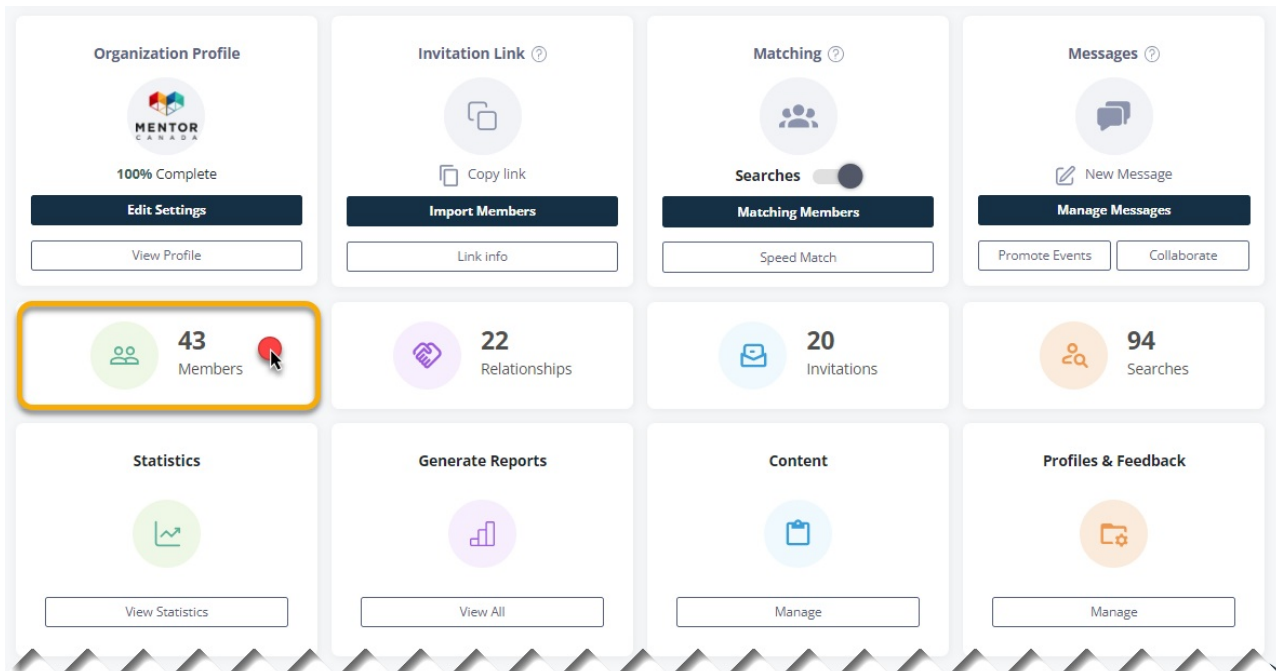 Organization Profile
MENTOR
CANADA
100% Complete
Edit Settings
View Profile
Invitation Link ?
Copy link
Import Members
Link info
Matching ?
Searches
Matching Members
Speed Match
Messages ?
New Message
Manage Messages
Promote Events
Collaborate
43
Members
22
Relationships
20
Invitations
94
Searches
Statistics
View Statistics
Generate Reports
View All
Content
Manage
Profiles & Feedback
Manage